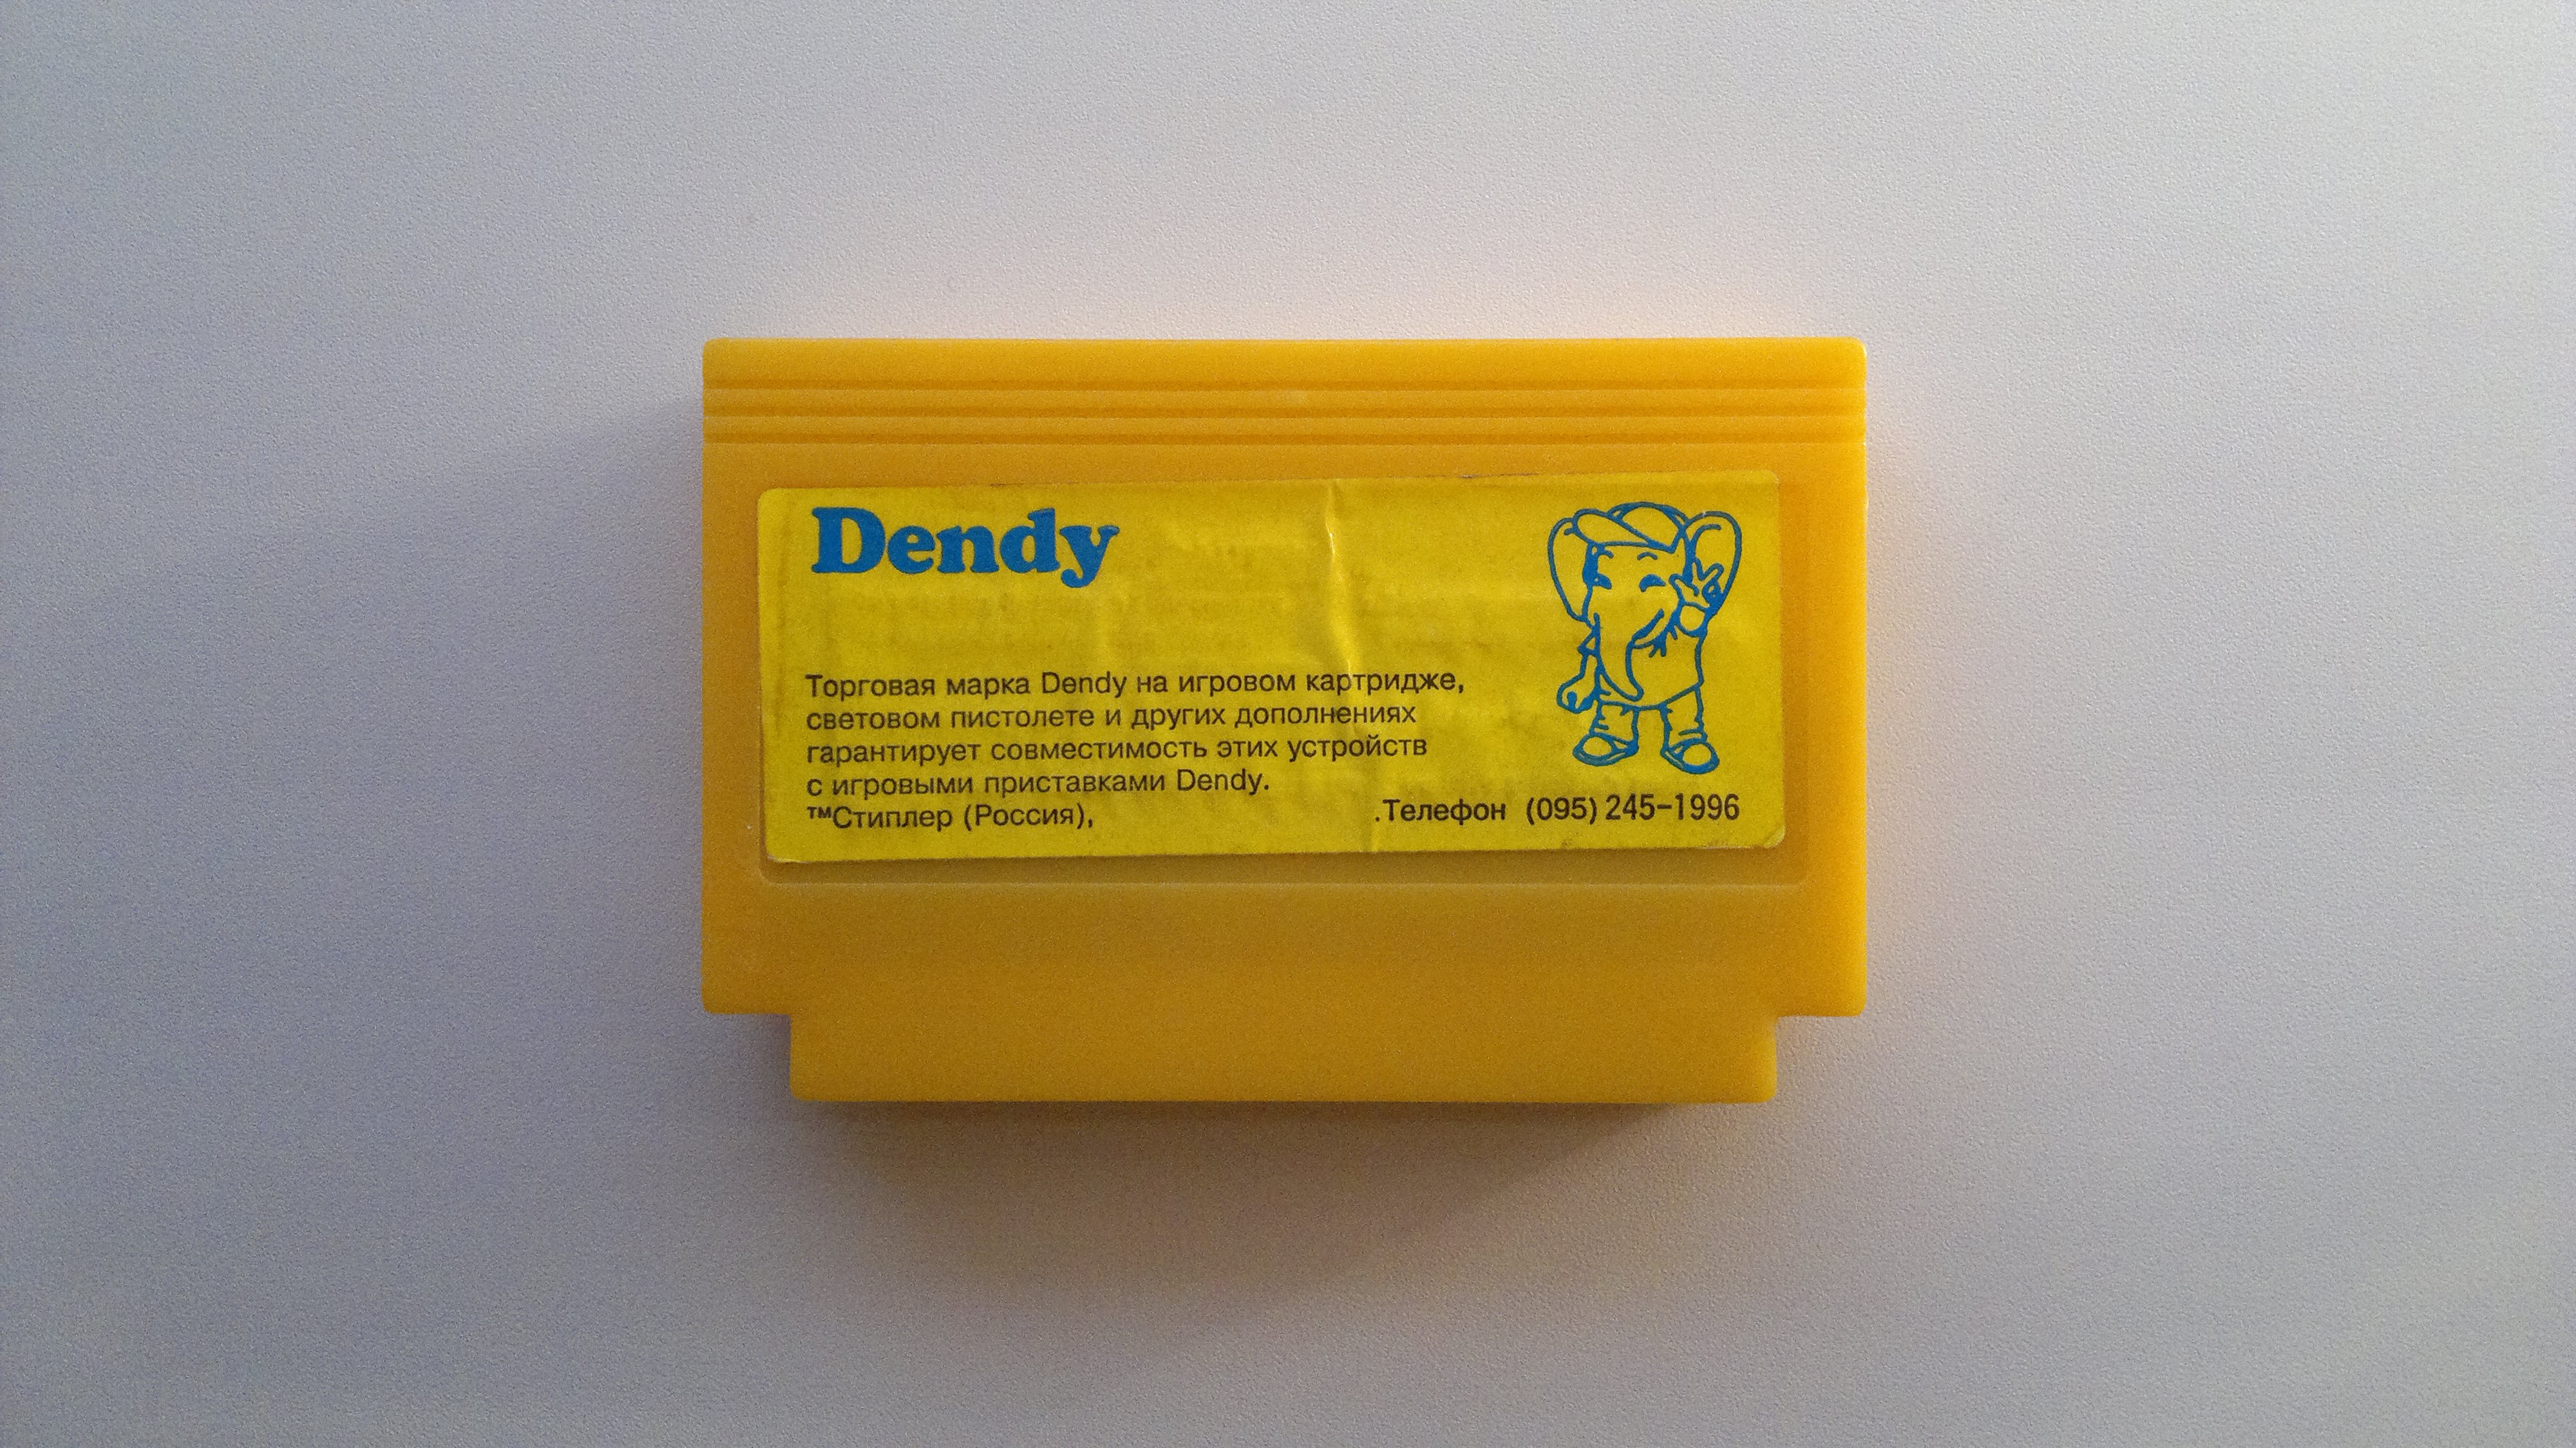 Dendy
Торговая марка Dendy на игровом картридже,
световом пистолете и других дополнениях
гарантирует совместимость этих устройств
с игровыми приставками Dendy.
™Стиплер (Россия), .Телефон (095) 245-1996